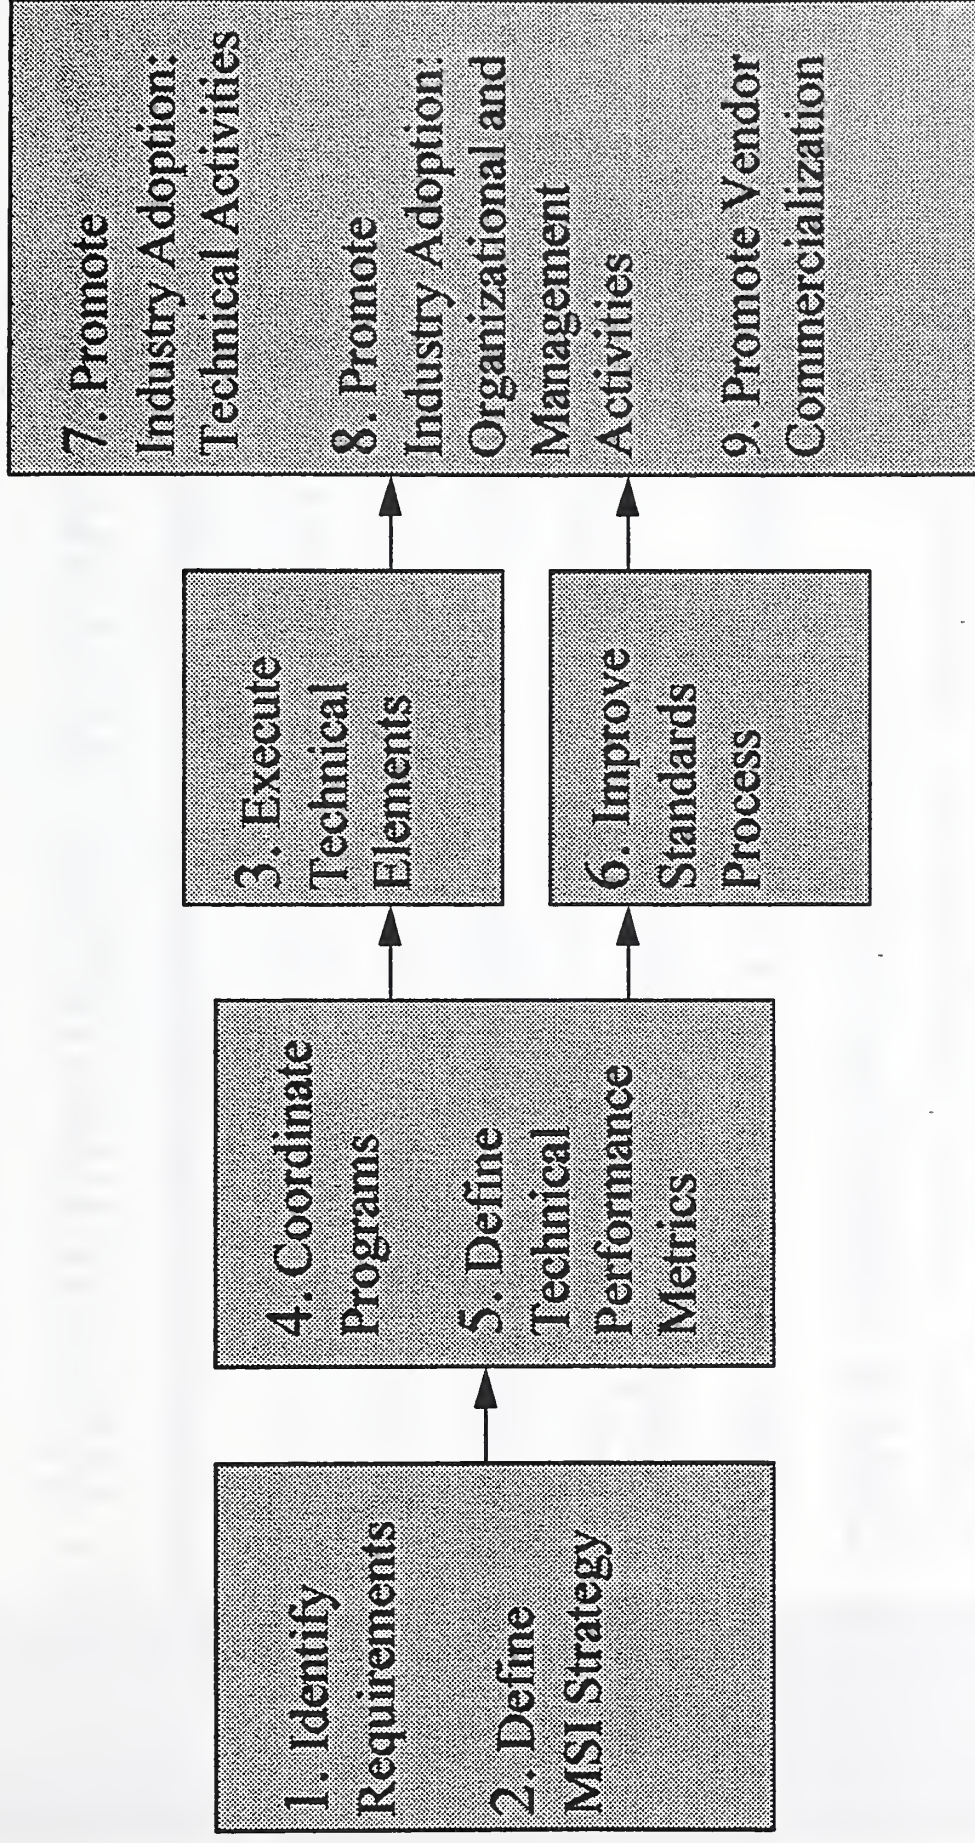 1. Identify
Requirements
2. Define
MSI Strategy
4. Coordinate
Programs
5. Define
Technical
Performance
Metrics
3. Execute
Technical
Elements
6. Improve
Standards
Process
7. Promote
Industry Adoption:
Technical Activities
8. Promote
Industry Adoption:
Organizational and
Management
Activities
9. Promote Vendor
Commercialization